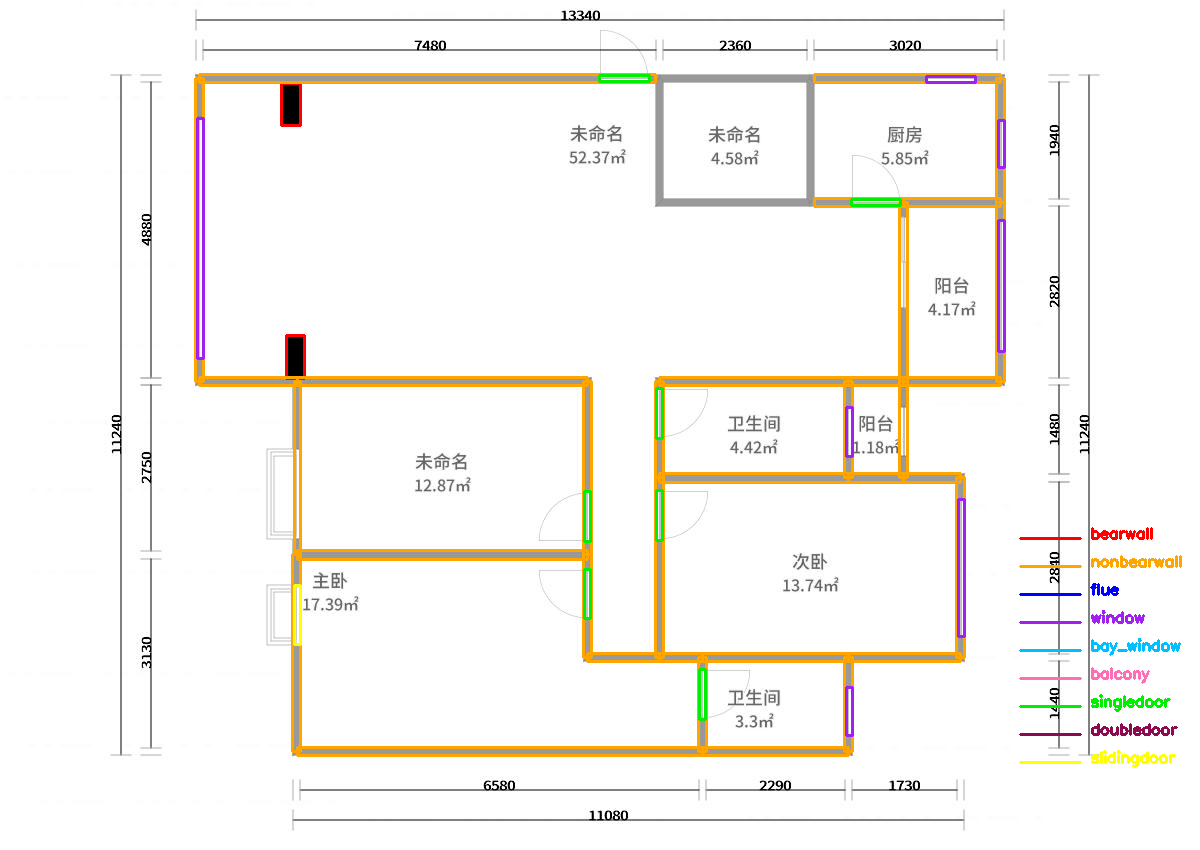 13340
7480
2360
3020
未命名
52.37㎡
未命名
4.58㎡
厨房
5.85㎡
1940
4880
阳台
4.17㎡
2820
11240
卫生间
4.42㎡
阳台
1.18㎡
1480
11240
2750
未命名
12.87㎡
bearwall
nonbearwall
2840
flue
window
bay_window
balcony
singledoor
doubledoor
slidingdoor
次卧
13.74㎡
主卧
17.39㎡
3130
卫生间
3.3㎡
1440
6580
2290
1730
11080